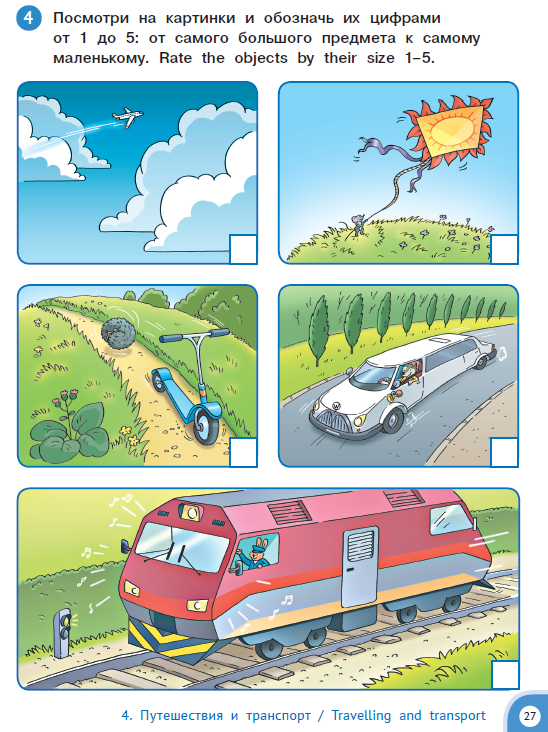 4 Посмотри на картинки и обозначь их цифрами
от 1 до 5: от самого большого предмета к самому
маленькому. Rate the objects by their size 1–5.
4. Путешествия и транспорт / Travelling and transport
27